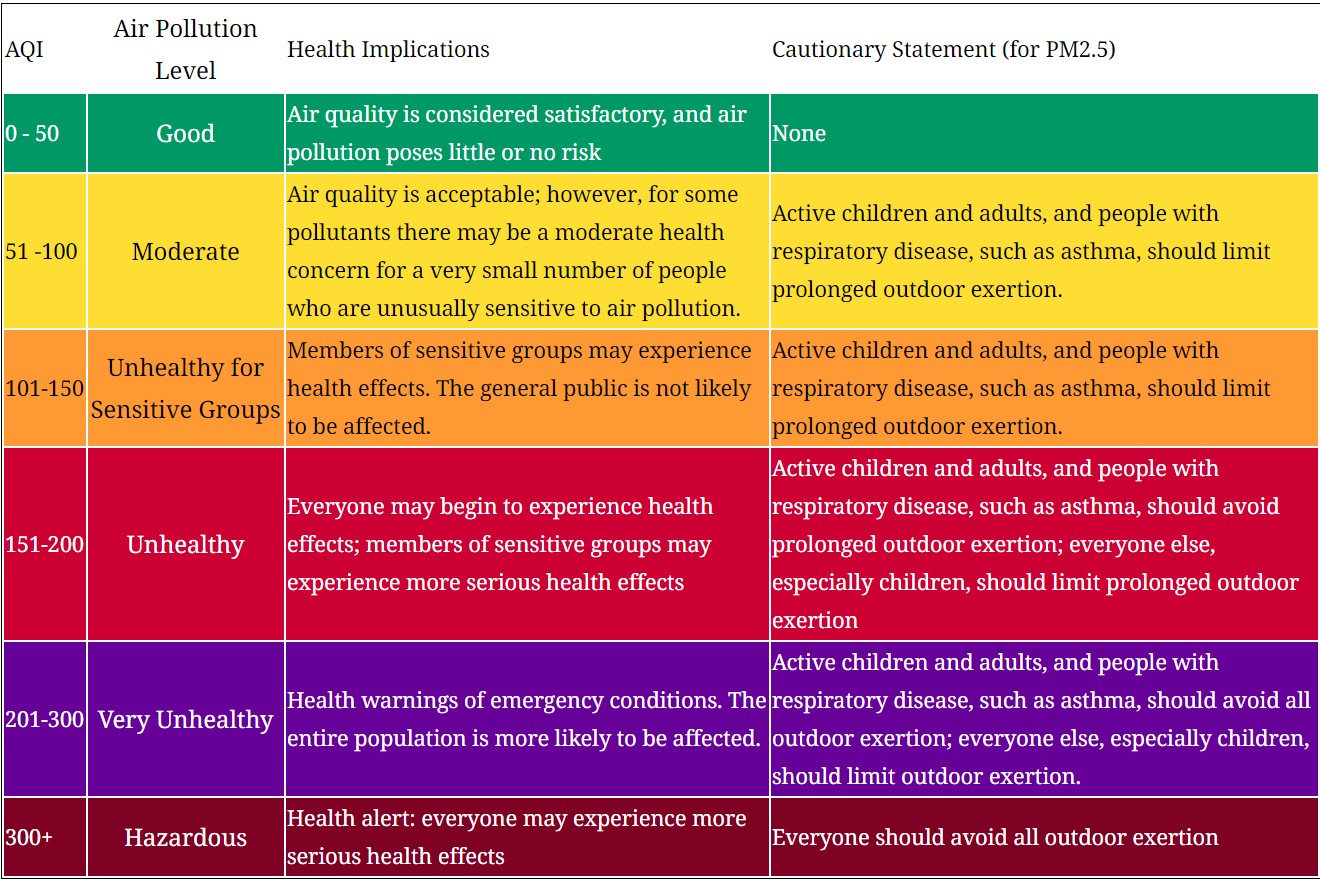 AQI
Air Pollution
Level
Health Implications
Cautionary Statement (for PM2.5)
0 - 50
Good
Air quality is considered satisfactory, and air
pollution poses little or no risk
None
51 -100
Moderate
Air quality is acceptable; however, for some
pollutants there may be a moderate health
concern for a very small number of people
who are unusually sensitive to air pollution.
Active children and adults, and people with
respiratory disease, such as asthma, should limit
prolonged outdoor exertion.
101-150
Unhealthy for
Sensitive Groups
Members of sensitive groups may experience
health effects. The general public is not likely
to be affected.
Active children and adults, and people with
respiratory disease, such as asthma, should limit
prolonged outdoor exertion.
151-200
Unhealthy
Everyone may begin to experience health
effects; members of sensitive groups may
experience more serious health effects
Active children and adults, and people with
respiratory disease, such as asthma, should avoid
prolonged outdoor exertion; everyone else,
especially children, should limit prolonged outdoor
exertion
201-300
Very Unhealthy
Health warnings of emergency conditions. The
entire population is more likely to be affected.
Active children and adults, and people with
respiratory disease, such as asthma, should avoid all
outdoor exertion; everyone else, especially children,
should limit outdoor exertion.
300+
Hazardous
Health alert: everyone may experience more
serious health effects
Everyone should avoid all outdoor exertion